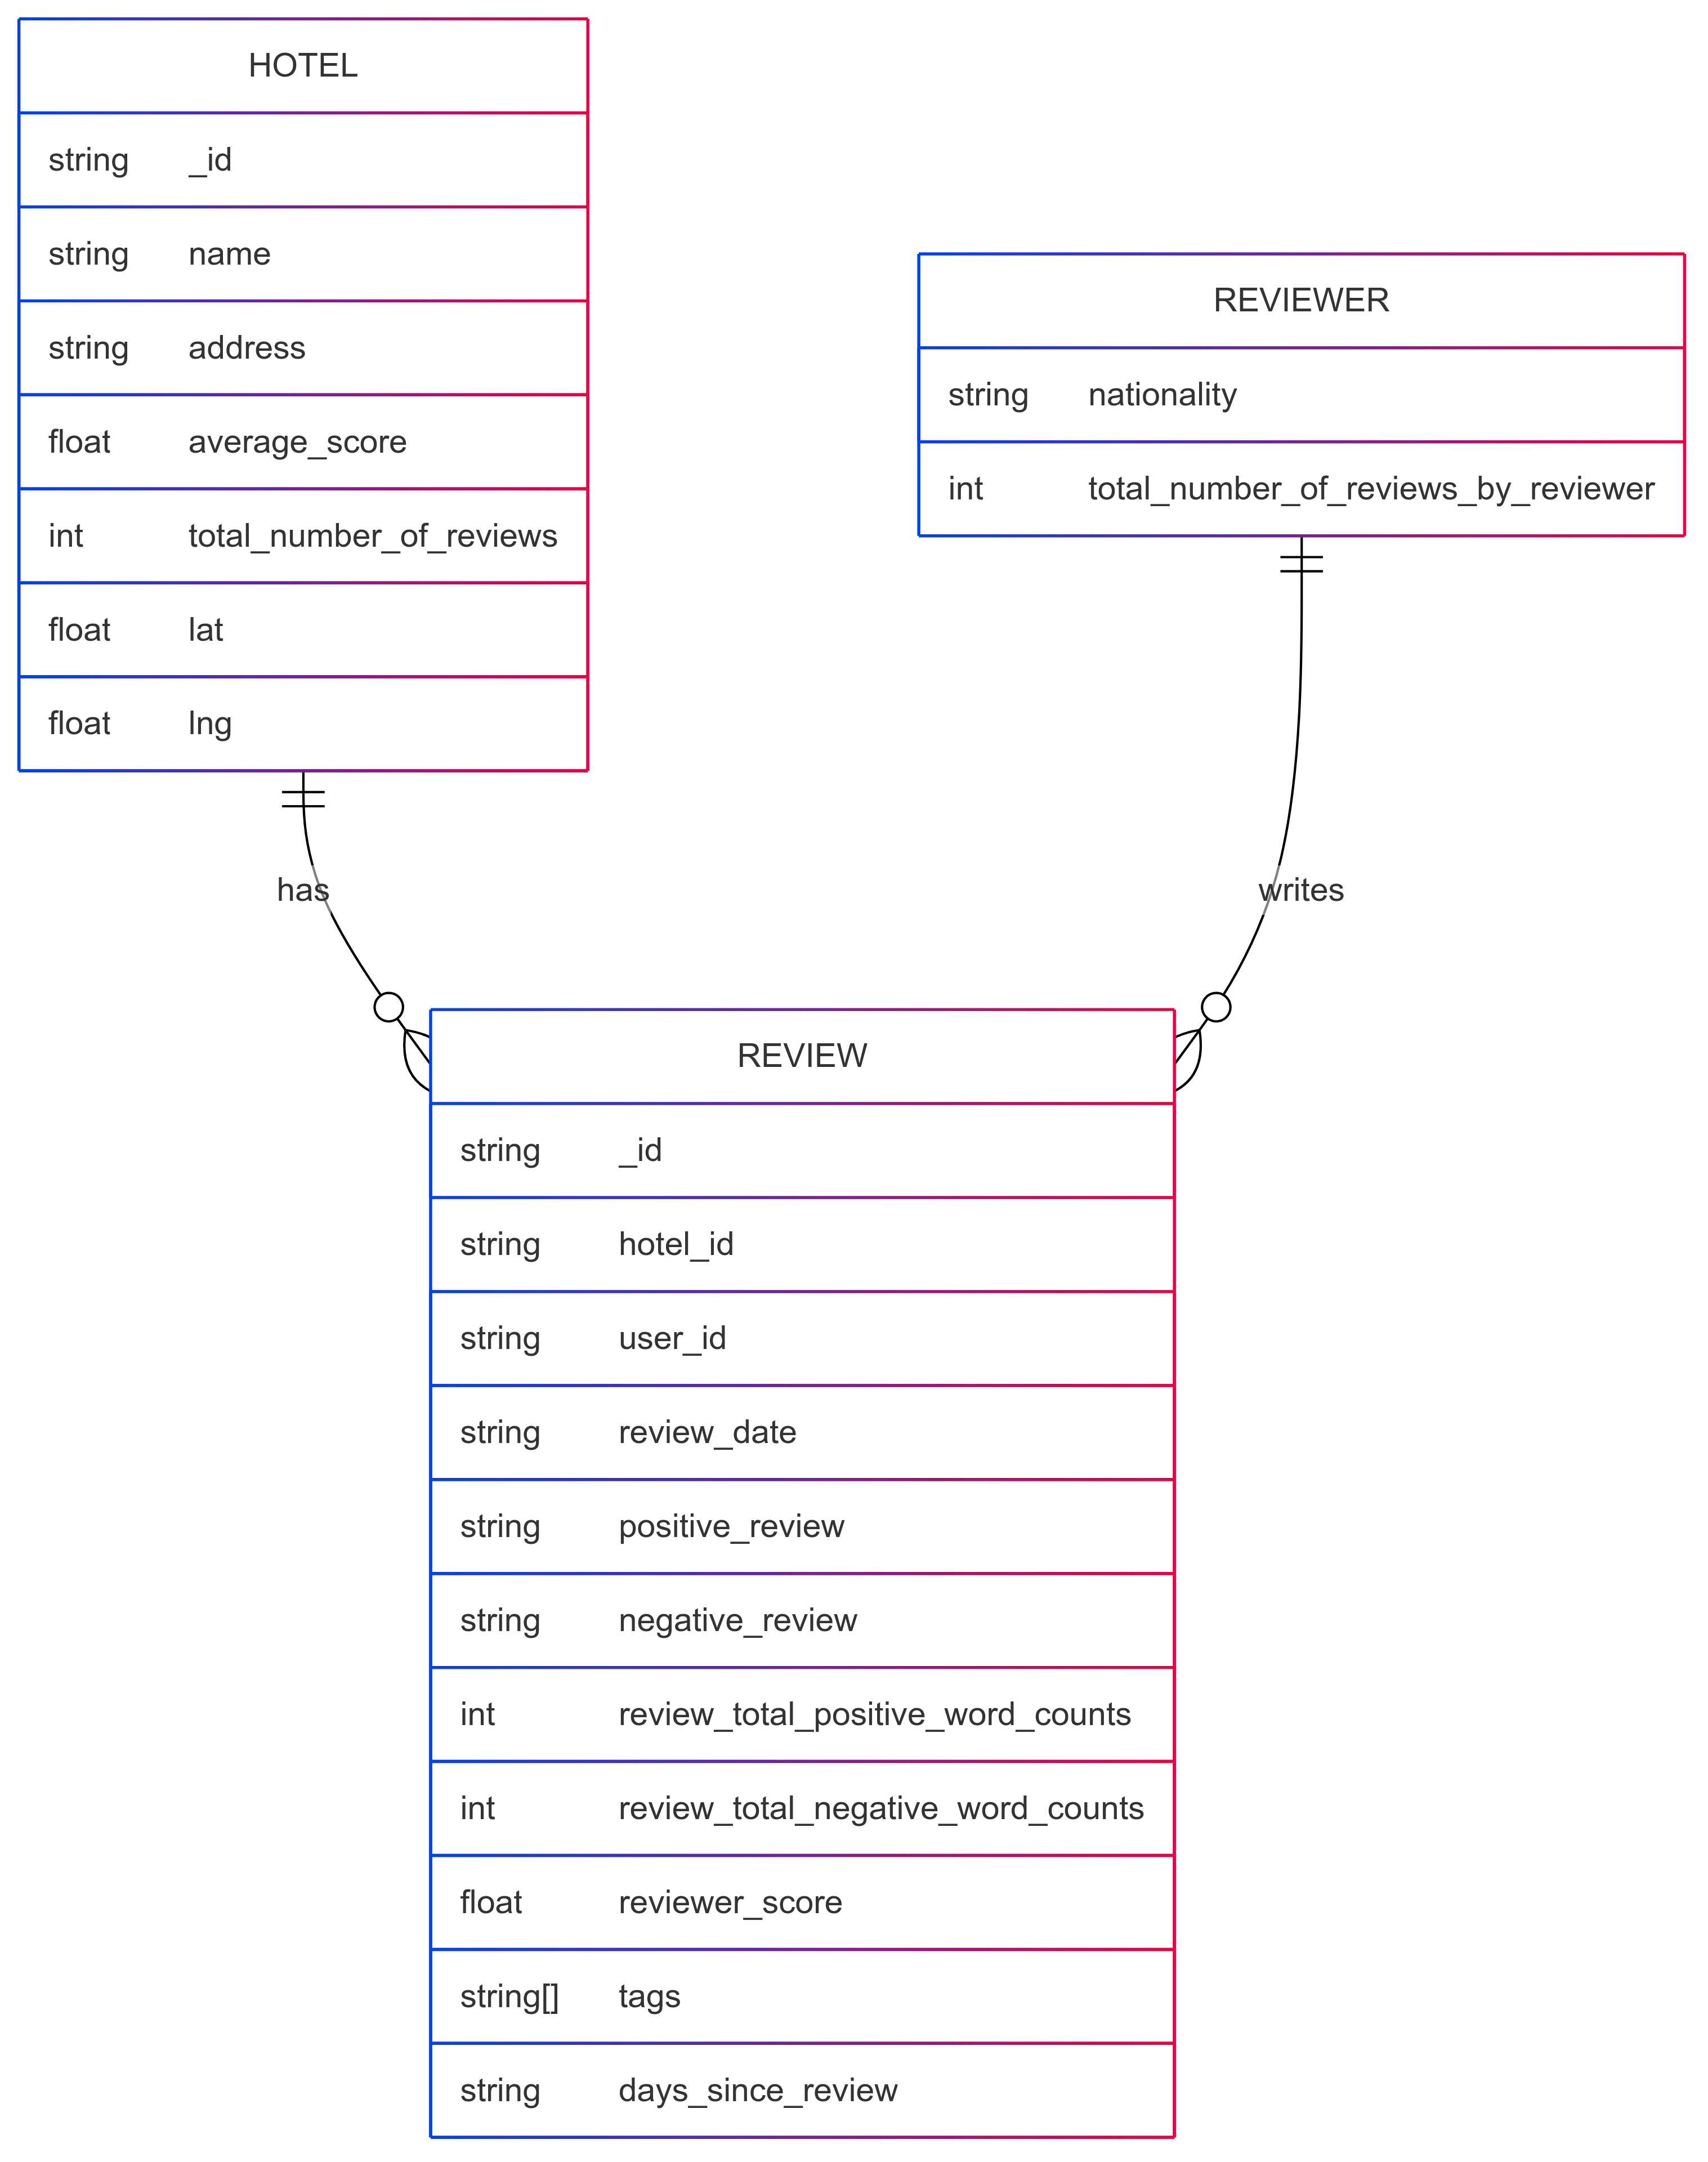 HOTEL
string _id
string name
string address
float average_score
int total_number_of_reviews
float lat
float lng
REVIEWER
string nationality
int total_number_of_reviews_by_reviewer
has
writes
REVIEW
string _id
string hotel_id
string user_id
string review_date
string positive_review
string negative_review
int review_total_positive_word_counts
int review_total_negative_word_counts
float reviewer_score
string[] tags
string days_since_review